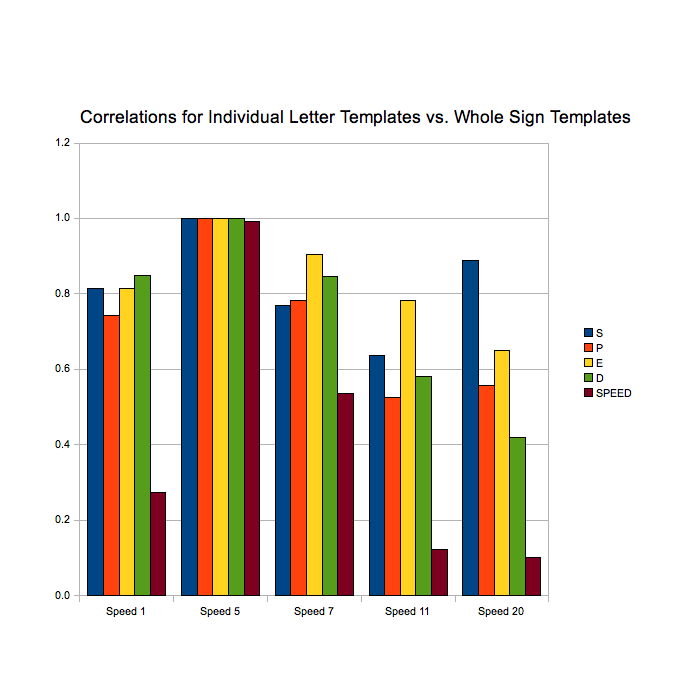 Correlations for Individual Letter Templates vs. Whole Sign Templates
1.2
1.0
0.8
0.6
0.4
0.2
0.0
Speed 1 Speed 5 Speed 7 Speed 11 Speed 20
S
P
E
D
SPEED